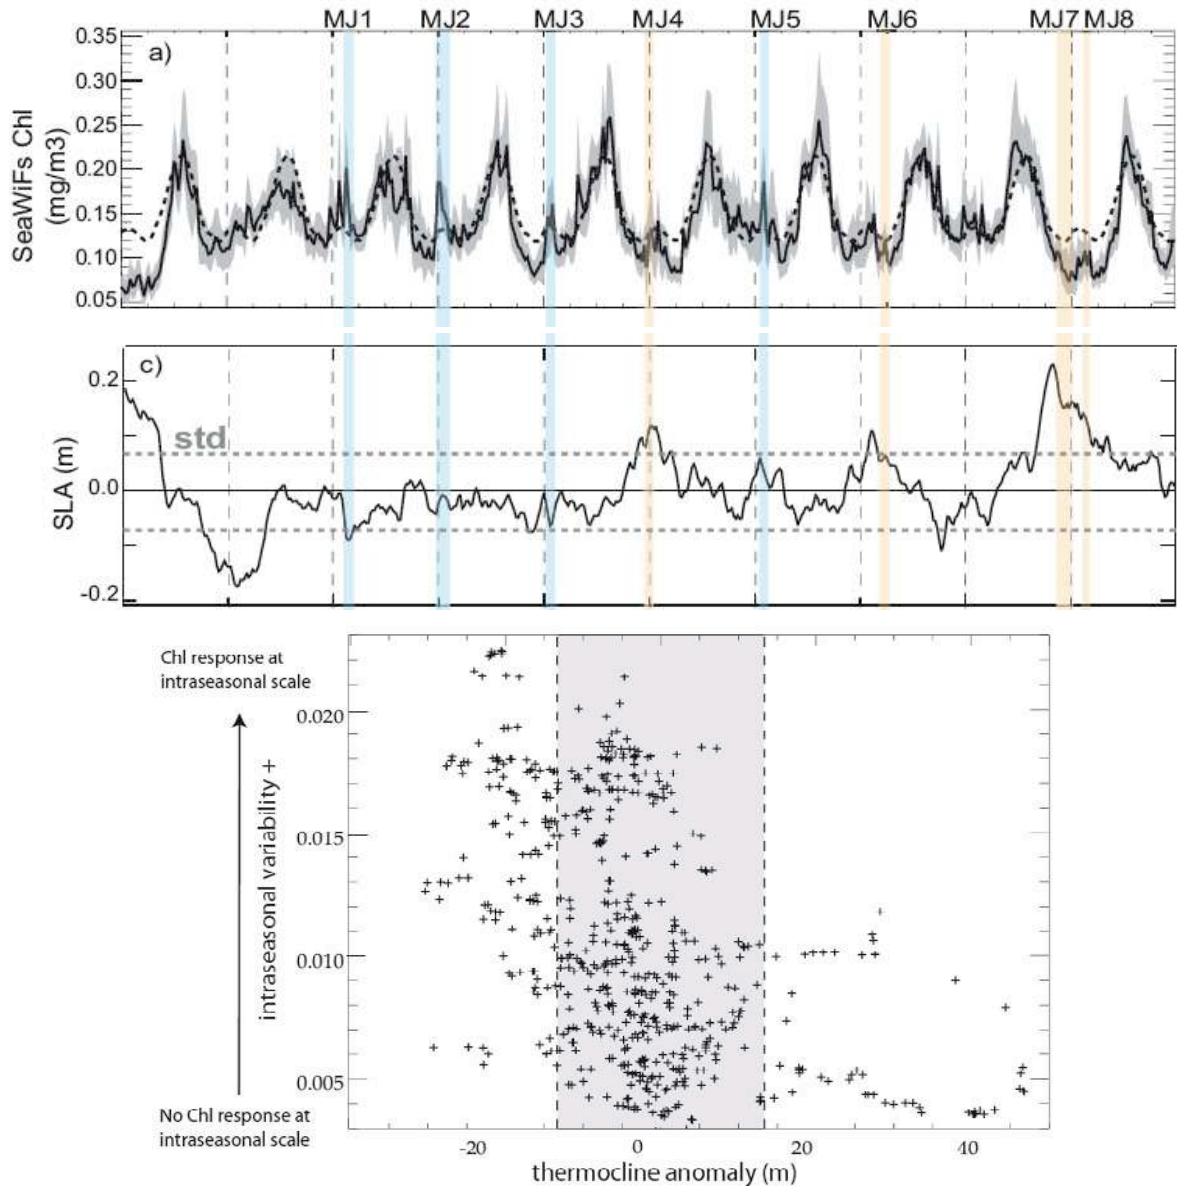 MJ1 MJ2 MJ3 MJ4 MJ5 MJ6 MJ7 MJ8
a)
0.35
0.30
0.25
0.20
0.15
0.10
0.05
SeaWiFs Chl
(mg/m3)
c)
0.2
0.0
-0.2
SLA (m)
std
Chl response at
intraseasonal scale
0.020
0.015
0.010
0.005
intraseasonal variability +
No Chl response at
intraseasonal scale
-20 0 20 40
thermocline anomaly (m)